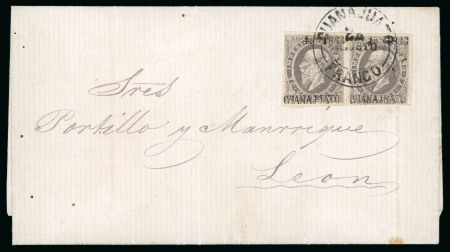 GUANAJUATO
FRANCO
GUANAJUATO GUANAJUATO
Sres
Portillo y Manrrique
Leon